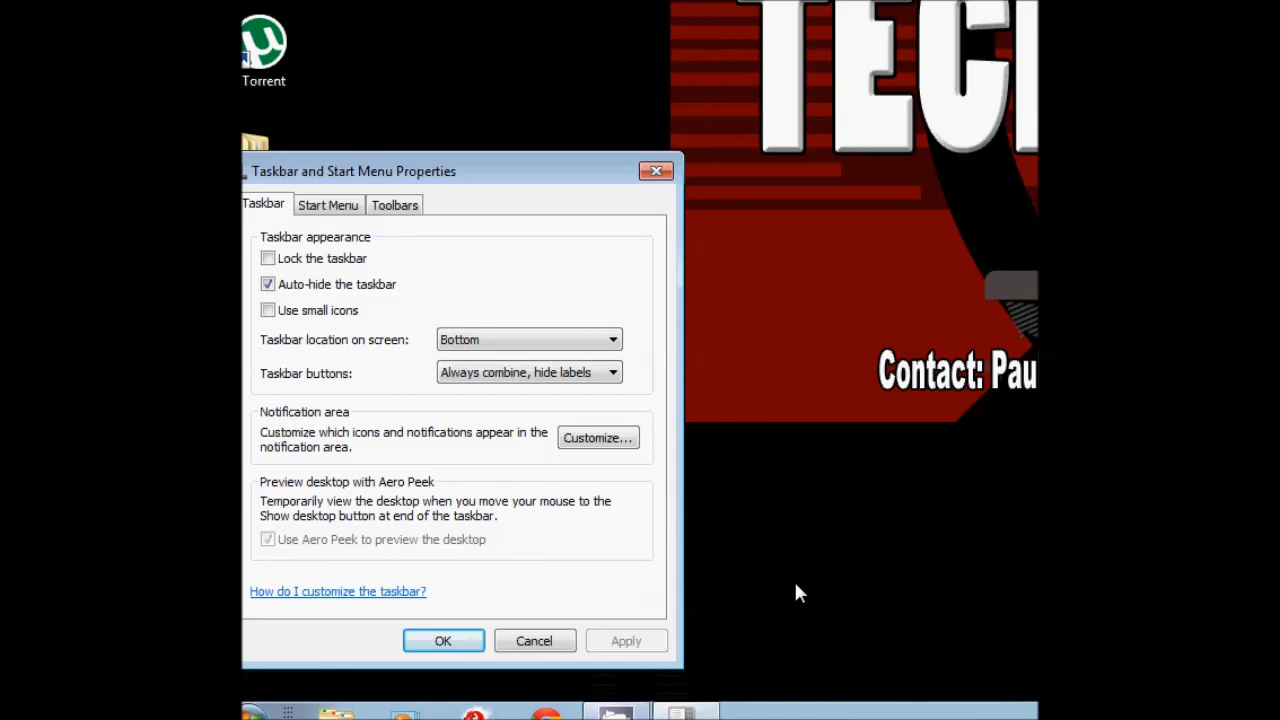 TEC
Torrent
Taskbar and Start Menu Properties
Taskbar
Start Menu
Toolbars
Taskbar appearance
Lock the taskbar
Auto-hide the taskbar
Use small icons
Taskbar location on screen:
Bottom
Taskbar buttons:
Always combine, hide labels
Notification area
Customize which icons and notifications appear in the
notification area.
Customize...
Preview desktop with Aero Peek
Temporarily view the desktop when you move your mouse to the
Show desktop button at end of the taskbar.
Use Aero Peek to preview the desktop
How do I customize the taskbar?
OK
Cancel
Apply
Contact: Pau